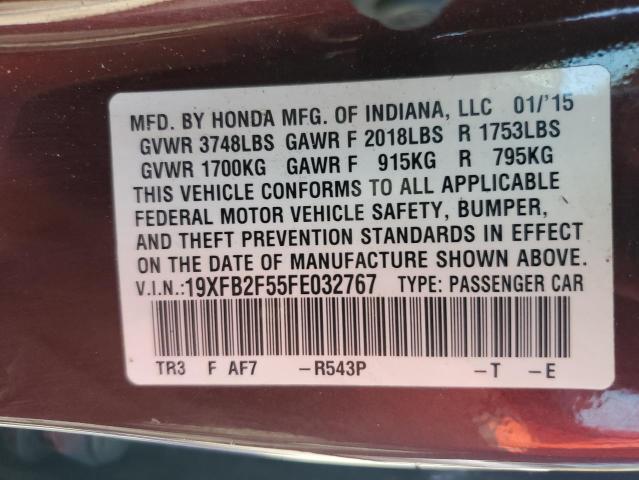 MFD. BY HONDA MFG. OF INDIANA, LLC 01/'15
GVWR 3748LBS GAWR F 2018LBS R 1753LBS
GVWR 1700KG GAWR F 915KG R 795KG
THIS VEHICLE CONFORMS TO ALL APPLICABLE
FEDERAL MOTOR VEHICLE SAFETY, BUMPER,
AND THEFT PREVENTION STANDARDS IN EFFECT
ON THE DATE OF MANUFACTURE SHOWN ABOVE.
V.I.N.:19XFB2F55FE032767 TYPE: PASSENGER CAR
TR3 F AF7 –R543P –T –E